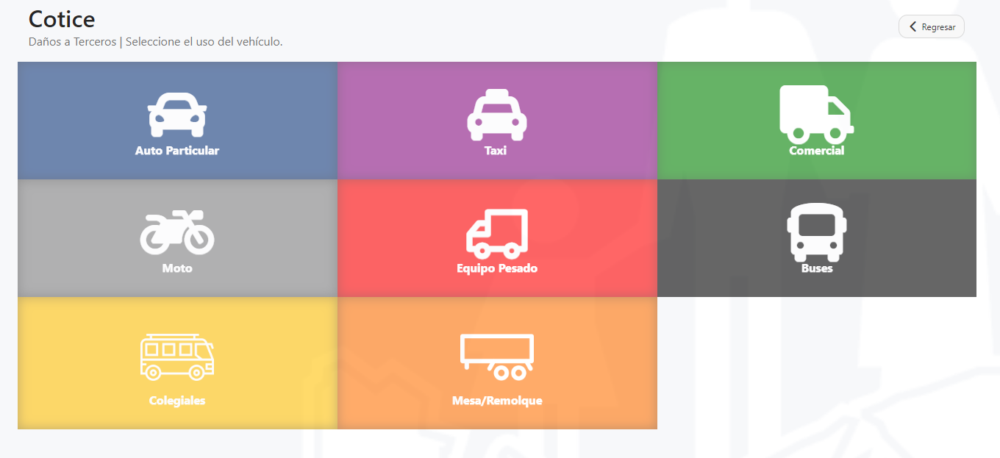 Cotice
Daños a Terceros | Seleccione el uso del vehículo.
Regresar
Auto Particular
Taxi
Comercial
Moto
Equipo Pesado
Buses
Colegiales
Mesa/Remolque